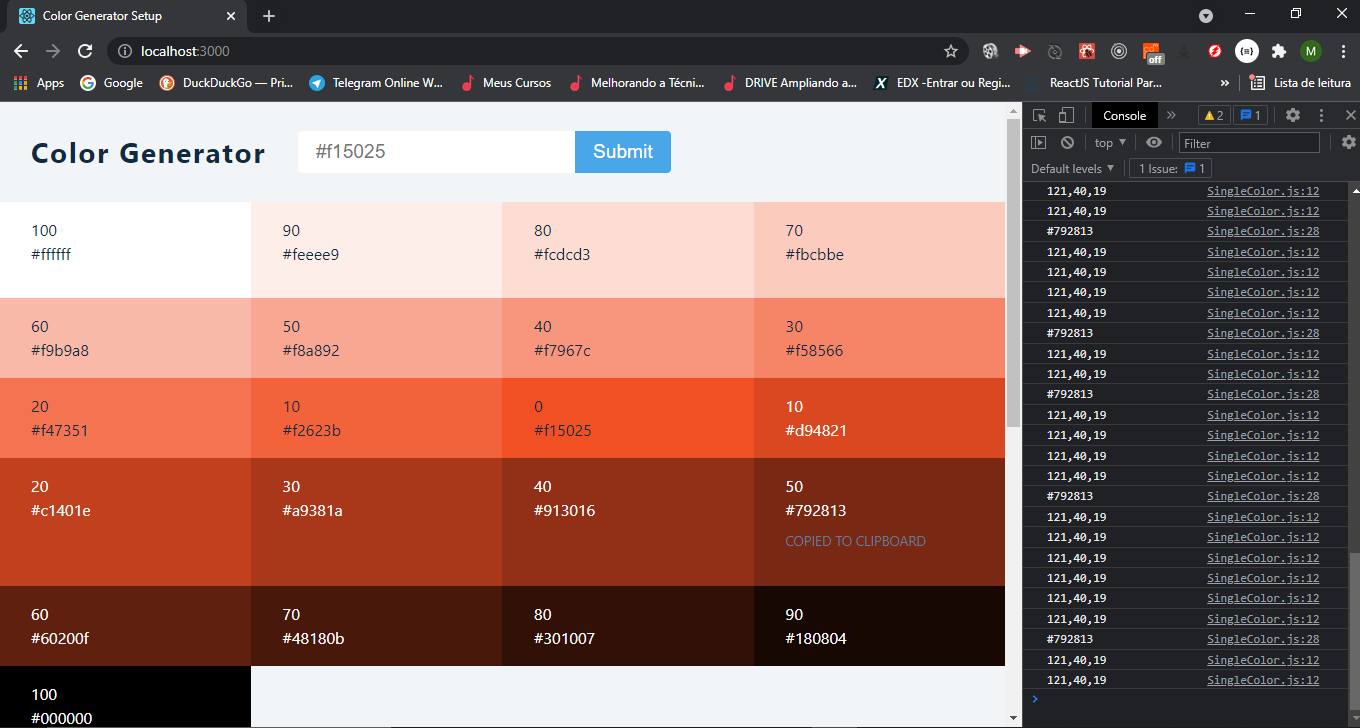 Color Generator Setup
localhost:3000
off
M
Apps
Google
DuckDuckGo — Pri...
Telegram Online W...
Meus Cursos
Melhorando a Técni...
DRIVE Ampliando a...
EDX -Entrar ou Regi...
ReactJS Tutorial Par...
»
Lista de leitura
Color Generator
#f15025
Submit
100
#ffffff
90
#feeee9
80
#fcdcd3
70
#fbcbbe
60
#f9b9a8
50
#f8a892
40
#f7967c
30
#f58566
20
#f47351
10
#f2623b
0
#f15025
10
#d94821
20
#c1401e
30
#a9381a
40
#913016
50
#792813
COPIED TO CLIPBOARD
60
#60200f
70
#48180b
80
#301007
90
#180804
100
#000000
Console
»
2
1
top
Filter
Default levels
1 Issue: 1
121,40,19 SingleColor.js:12
121,40,19 SingleColor.js:12
#792813 SingleColor.js:28
121,40,19 SingleColor.js:12
121,40,19 SingleColor.js:12
121,40,19 SingleColor.js:12
121,40,19 SingleColor.js:12
#792813 SingleColor.js:28
121,40,19 SingleColor.js:12
121,40,19 SingleColor.js:12
#792813 SingleColor.js:28
121,40,19 SingleColor.js:12
121,40,19 SingleColor.js:12
121,40,19 SingleColor.js:12
121,40,19 SingleColor.js:12
#792813 SingleColor.js:28
121,40,19 SingleColor.js:12
121,40,19 SingleColor.js:12
121,40,19 SingleColor.js:12
121,40,19 SingleColor.js:12
121,40,19 SingleColor.js:12
121,40,19 SingleColor.js:12
#792813 SingleColor.js:28
121,40,19 SingleColor.js:12
121,40,19 SingleColor.js:12